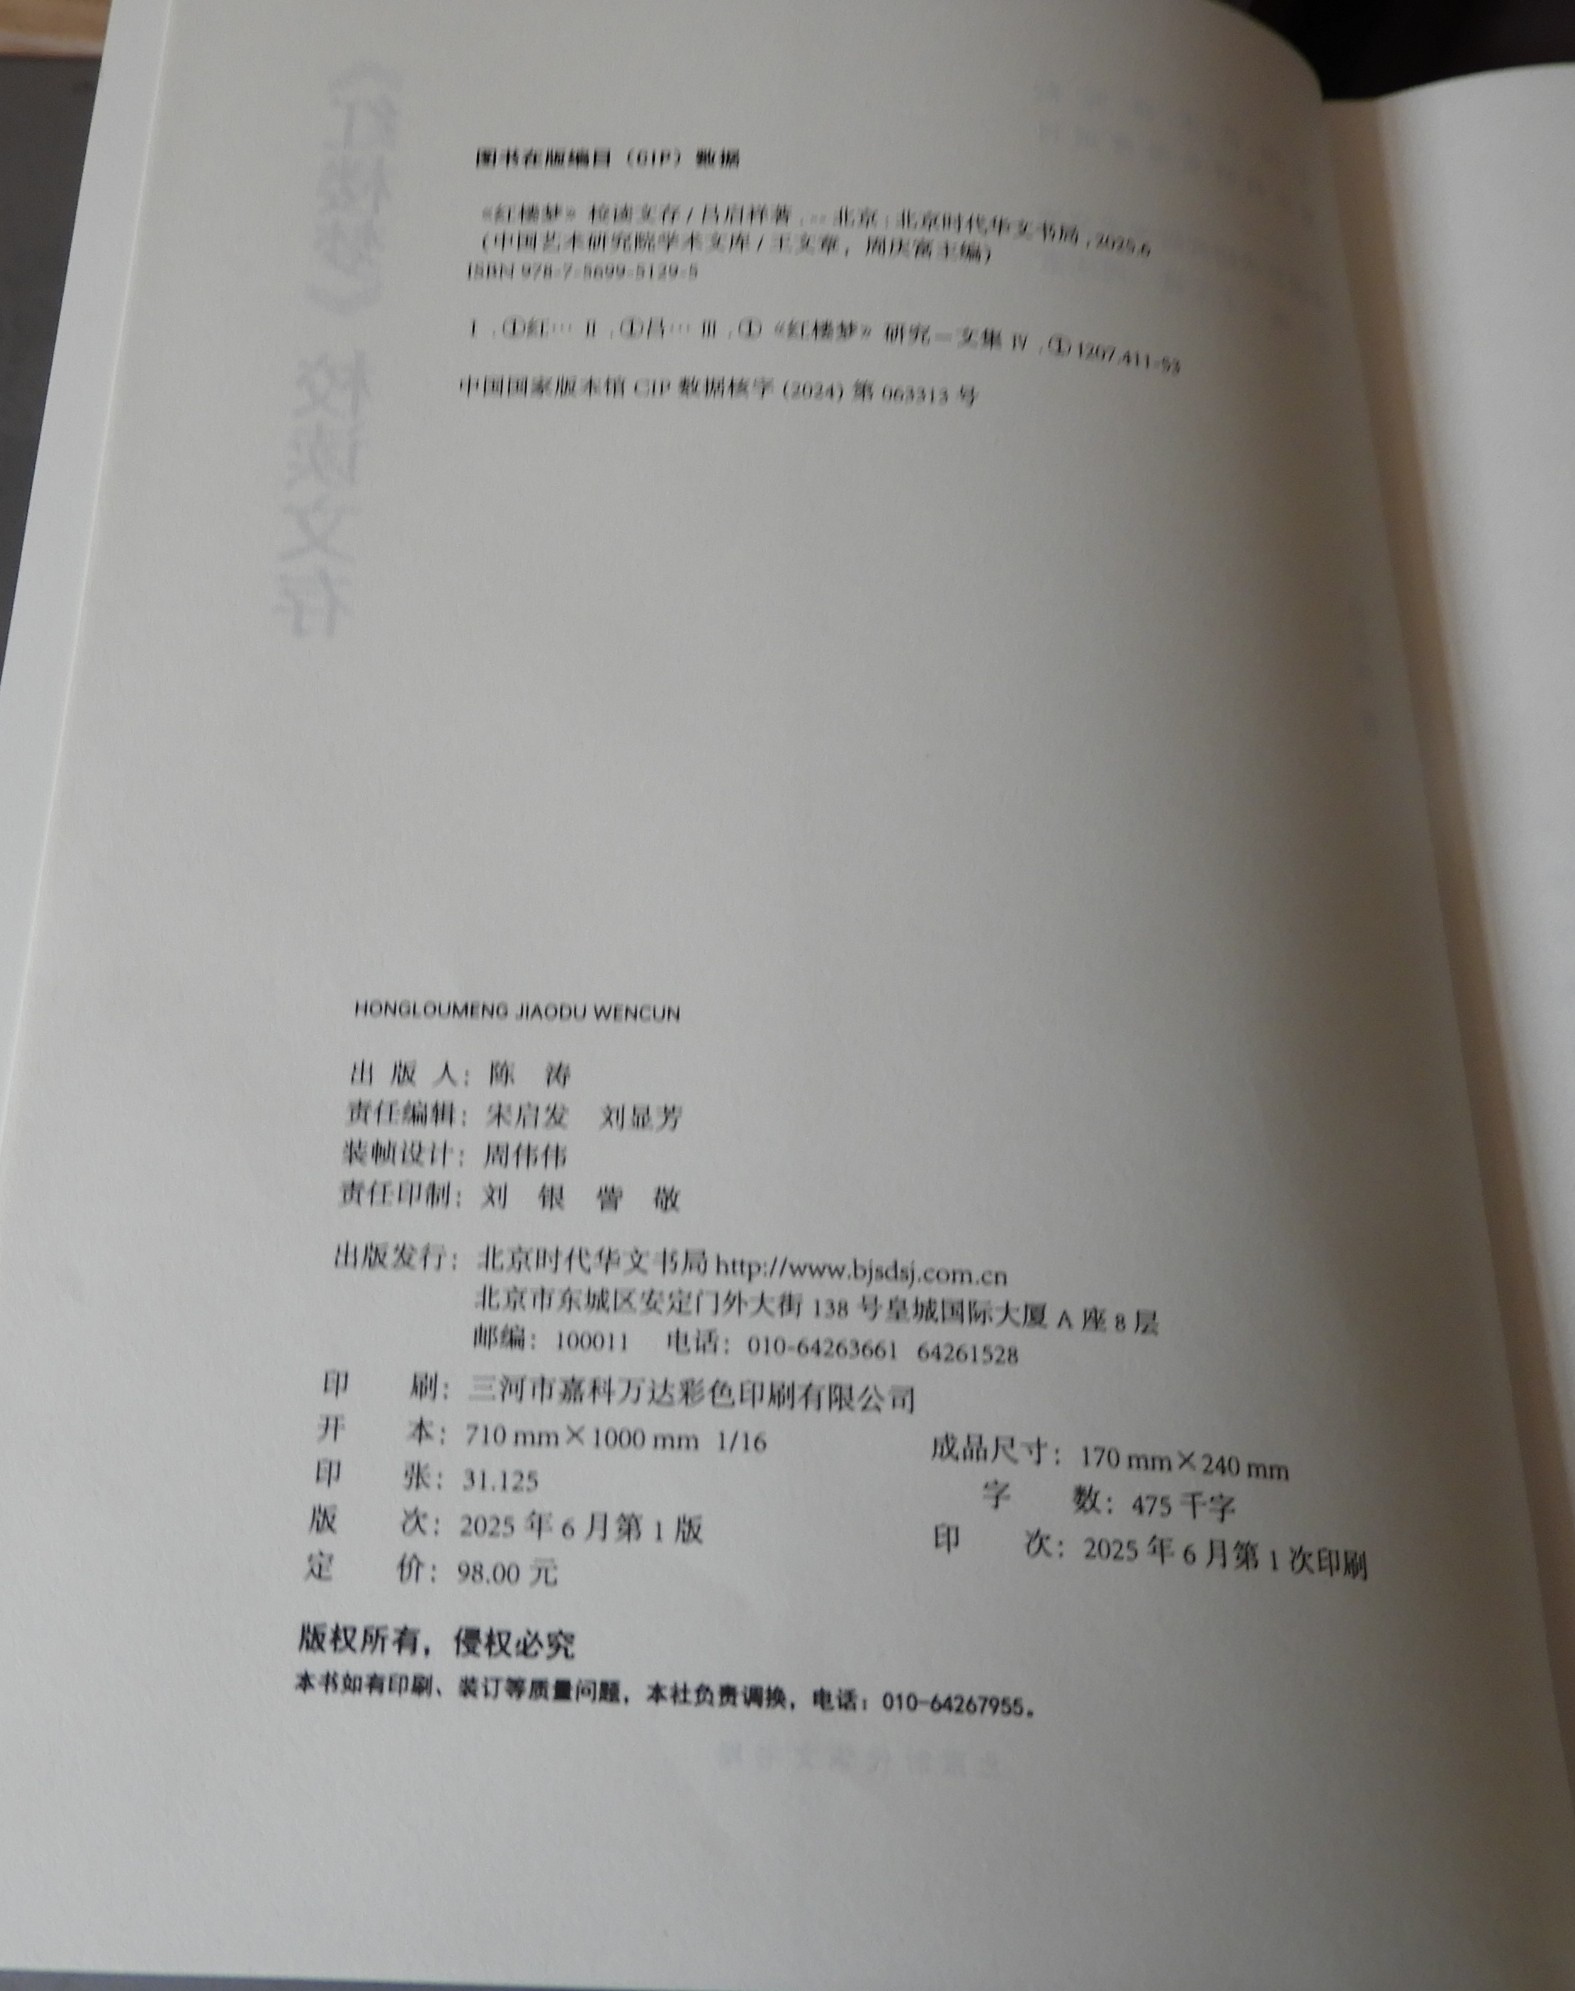 图书在版编目（CIP）数据
《红楼梦》校读文存 / 吕启祥著 . -- 北京 : 北京时代华文书局 , 2025.6
（中国艺术研究院学术文库 / 王文章，周庆富主编）
ISBN 978-7-5699-5129-5
Ⅰ . ①红… Ⅱ . ①吕… Ⅲ . ①《红楼梦》研究－文集 Ⅳ . ①I207.411-53
中国国家版本馆 CIP 数据核字 (2024) 第 063313 号
HONGLOUMENG JIAODU WENCUN
出 版 人：陈 涛
责任编辑：宋启发 刘显芳
装帧设计：周伟伟
责任印制：刘 银 訾 敬
出版发行：北京时代华文书局 http://www.bjsdsj.com.cn
北京市东城区安定门外大街 138 号皇城国际大厦 A 座 8 层
邮编：100011 电话：010-64263661 64261528
印 刷：三河市嘉科万达彩色印刷有限公司
开 本：710 mm×1000 mm 1/16 成品尺寸：170 mm×240 mm
印 张：31.125 字 数：475 千字
版 次：2025 年 6 月第 1 版 印 次：2025 年 6 月第 1 次印刷
定 价：98.00 元
版权所有，侵权必究
本书如有印刷、装订等质量问题，本社负责调换，电话：010-64267955。